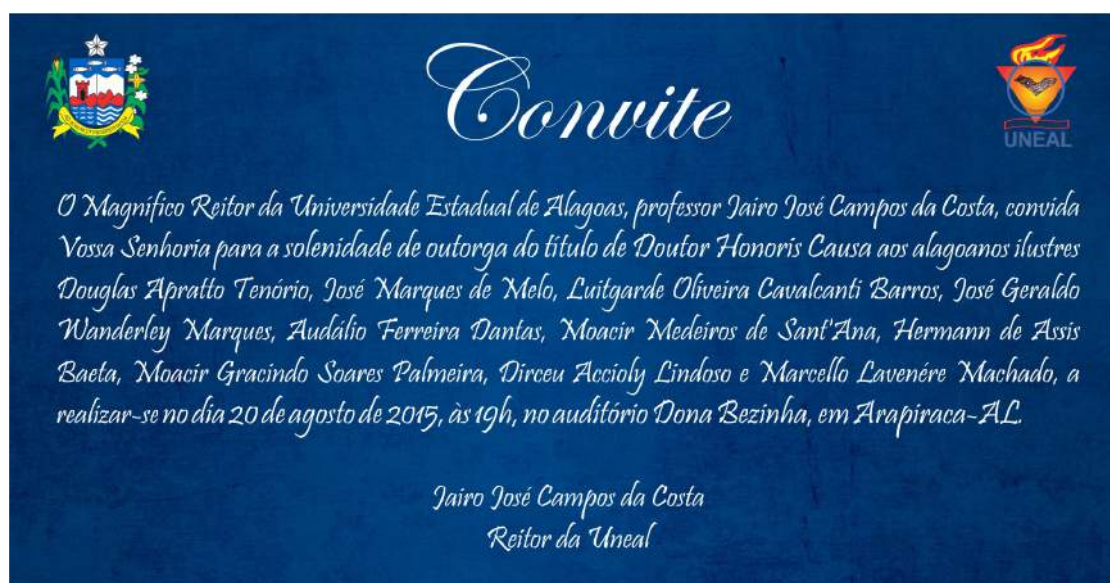 Convite
UNEAL
O Magnífico Reitor da Universidade Estadual de Alagoas, professor Jairo José Campos da Costa, convida
Vossa Senhoria para a solenidade de outorga do título de Doutor Honoris Causa aos alagoanos ilustres
Douglas Apratto Tenório, José Marques de Melo, Luitgarde Oliveira Cavalcanti Barros, José Geraldo
Wanderley Marques, Audálio Ferreira Dantas, Moacir Medeiros de Sant'Ana, Hermann de Assis
Baeta, Moacir Gracindo Soares Palmeira, Dirceu Accioly Lindoso e Marcello Lavenére Machado, a
realizar-se no dia 20 de agosto de 2015, às 19h, no auditório Dona Bezinha, em Arapiraca-AL.
Jairo José Campos da Costa
Reitor da Uneal